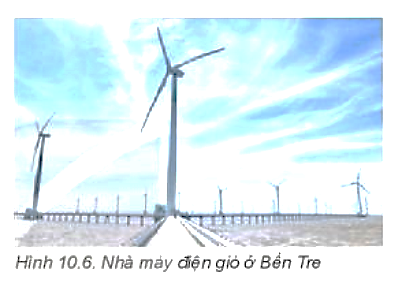 Hình 10.6. Nhà máy điện gió ở Bến Tre